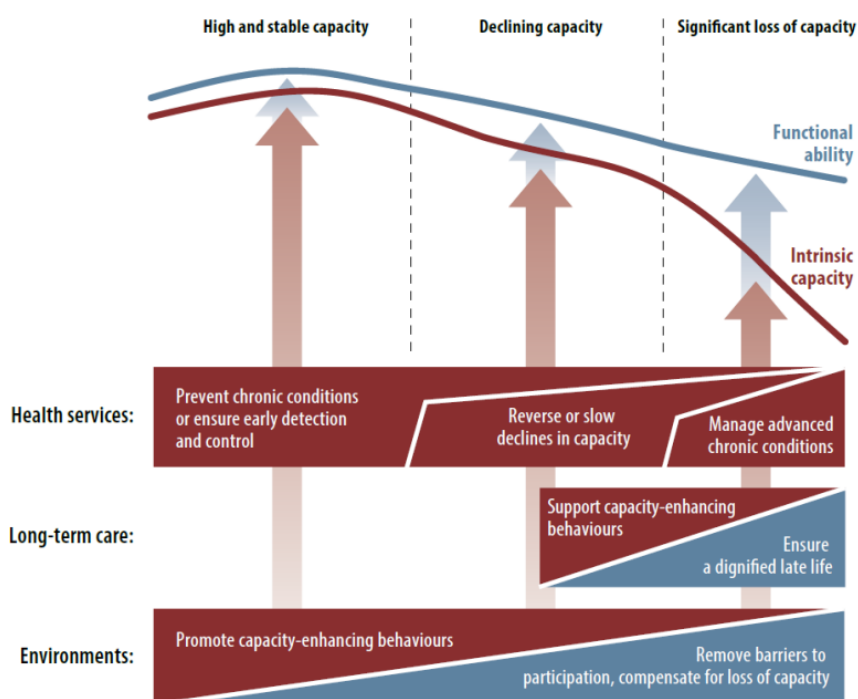 High and stable capacity
Declining capacity
Significant loss of capacity
Functional
ability
Intrinsic
capacity
Health services:
Prevent chronic conditions
or ensure early detection
and control
Reverse or slow
declines in capacity
Manage advanced
chronic conditions
Long-term care:
Support capacity-enhancing
behaviours
Ensure
a dignified late life
Environments:
Promote capacity-enhancing behaviours
Remove barriers to
participation, compensate for loss of capacity